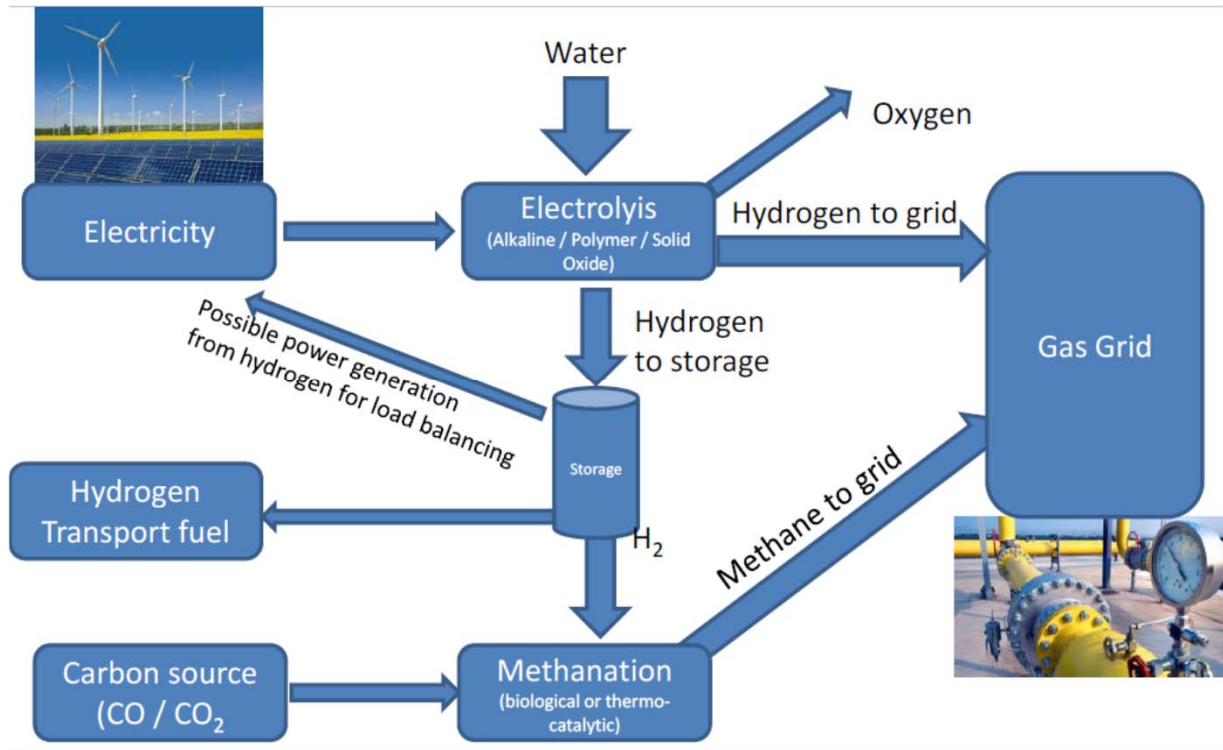 Water
Oxygen
Electricity
Electrolyis
(Alkaline / Polymer / Solid
Oxide)
Hydrogen to grid
Gas Grid
Hydrogen
to storage
Possible power generation
from hydrogen for load balancing
Storage
Hydrogen
Transport fuel
H₂
Methane to grid
Carbon source
(CO / CO₂
Methanation
(biological or thermo-
catalytic)